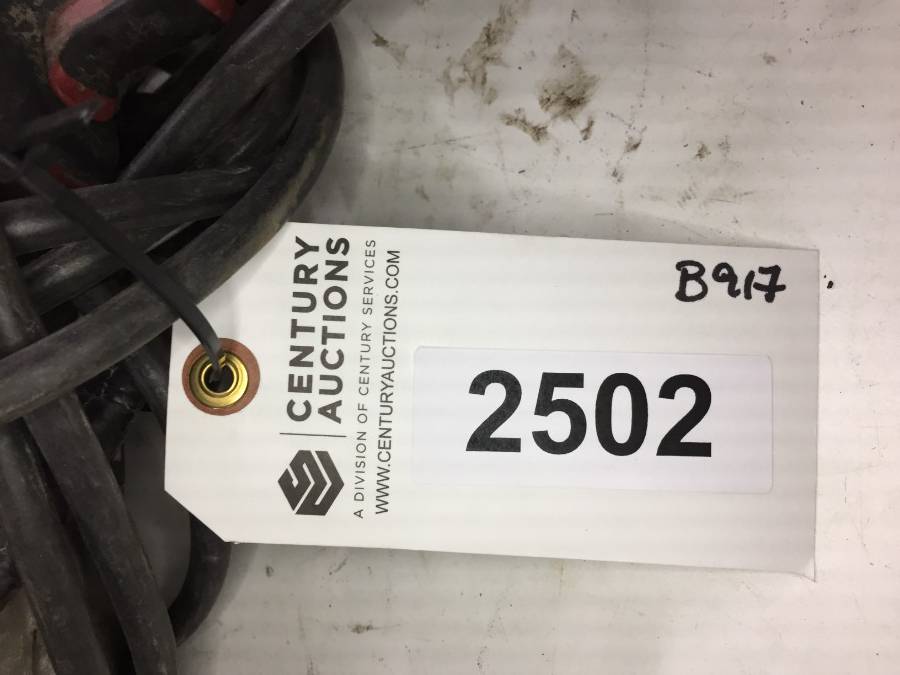 CENTURY
AUCTIONS
A DIVISION OF CENTURY SERVICES
WWW.CENTURYAUCTIONS.COM
B917
2502